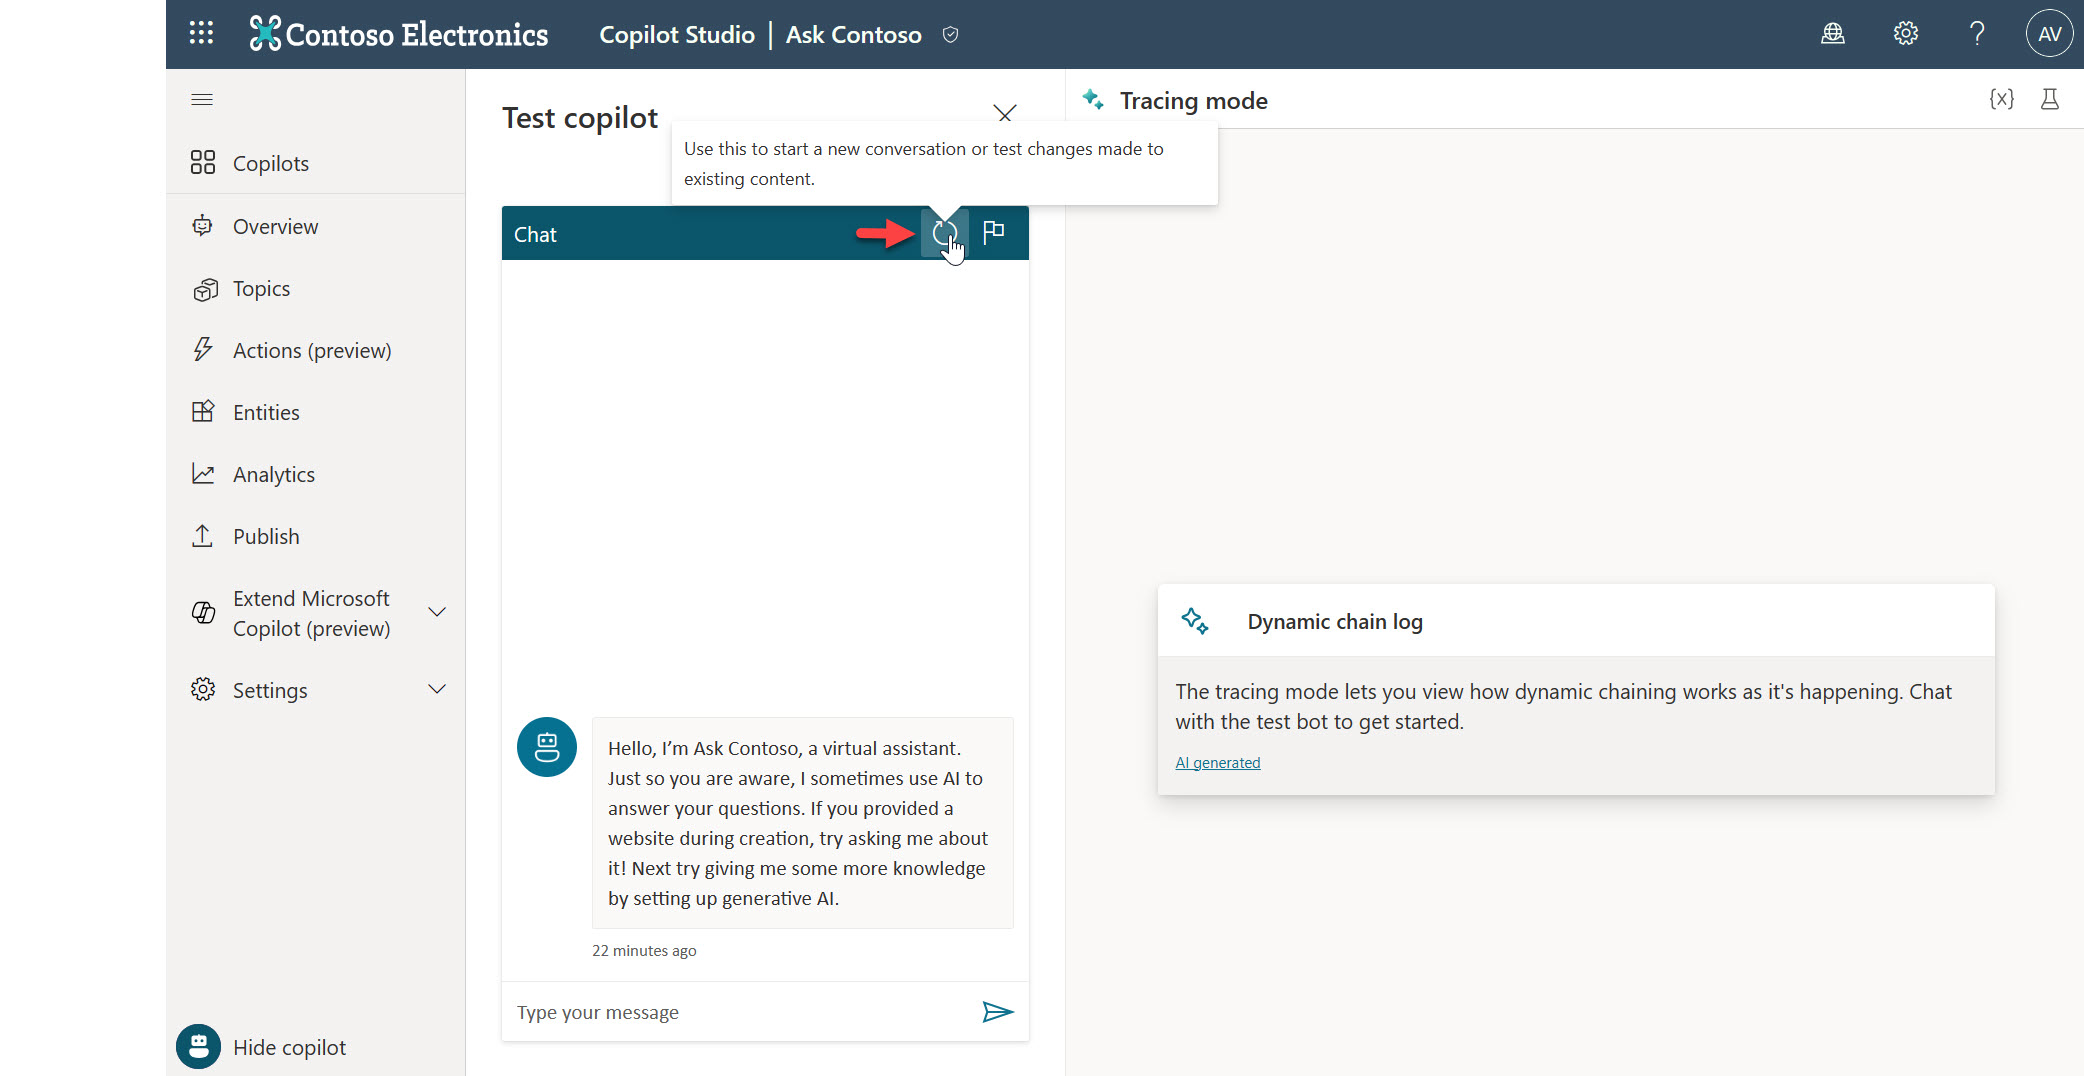 Contoso Electronics
Copilot Studio | Ask Contoso
?
AV
Copilots
Overview
Topics
Actions (preview)
Entities
Analytics
Publish
Extend Microsoft
Copilot (preview)
Settings
Hide copilot
Test copilot
Use this to start a new conversation or test changes made to
existing content.
Chat
Hello, I’m Ask Contoso, a virtual assistant.
Just so you are aware, I sometimes use AI to
answer your questions. If you provided a
website during creation, try asking me about
it! Next try giving me some more knowledge
by setting up generative AI.
22 minutes ago
Type your message
Tracing mode
{x}
Dynamic chain log
The tracing mode lets you view how dynamic chaining works as it's happening. Chat
with the test bot to get started.
AI generated